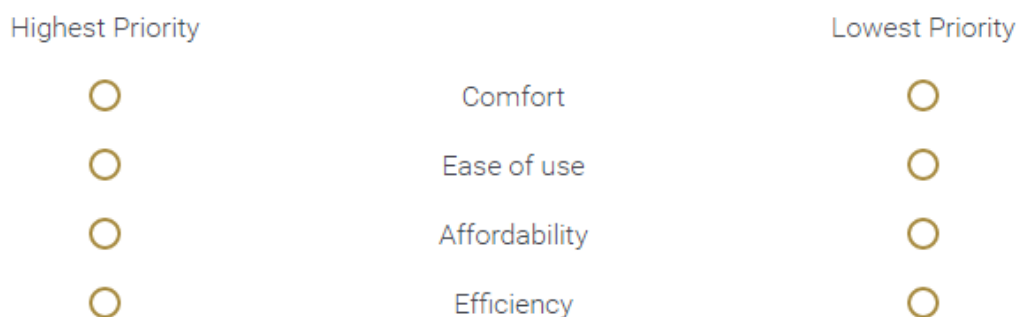 Highest Priority Lowest Priority
Comfort
Ease of use
Affordability
Efficiency